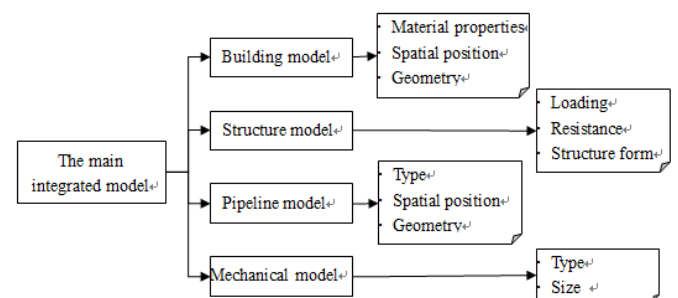 Building model
Material properties
Spatial position
Geometry
Structure model
Loading
Resistance
Structure form
The main
integrated model
Pipeline model
Type
Spatial position
Geometry
Mechanical model
Type
Size